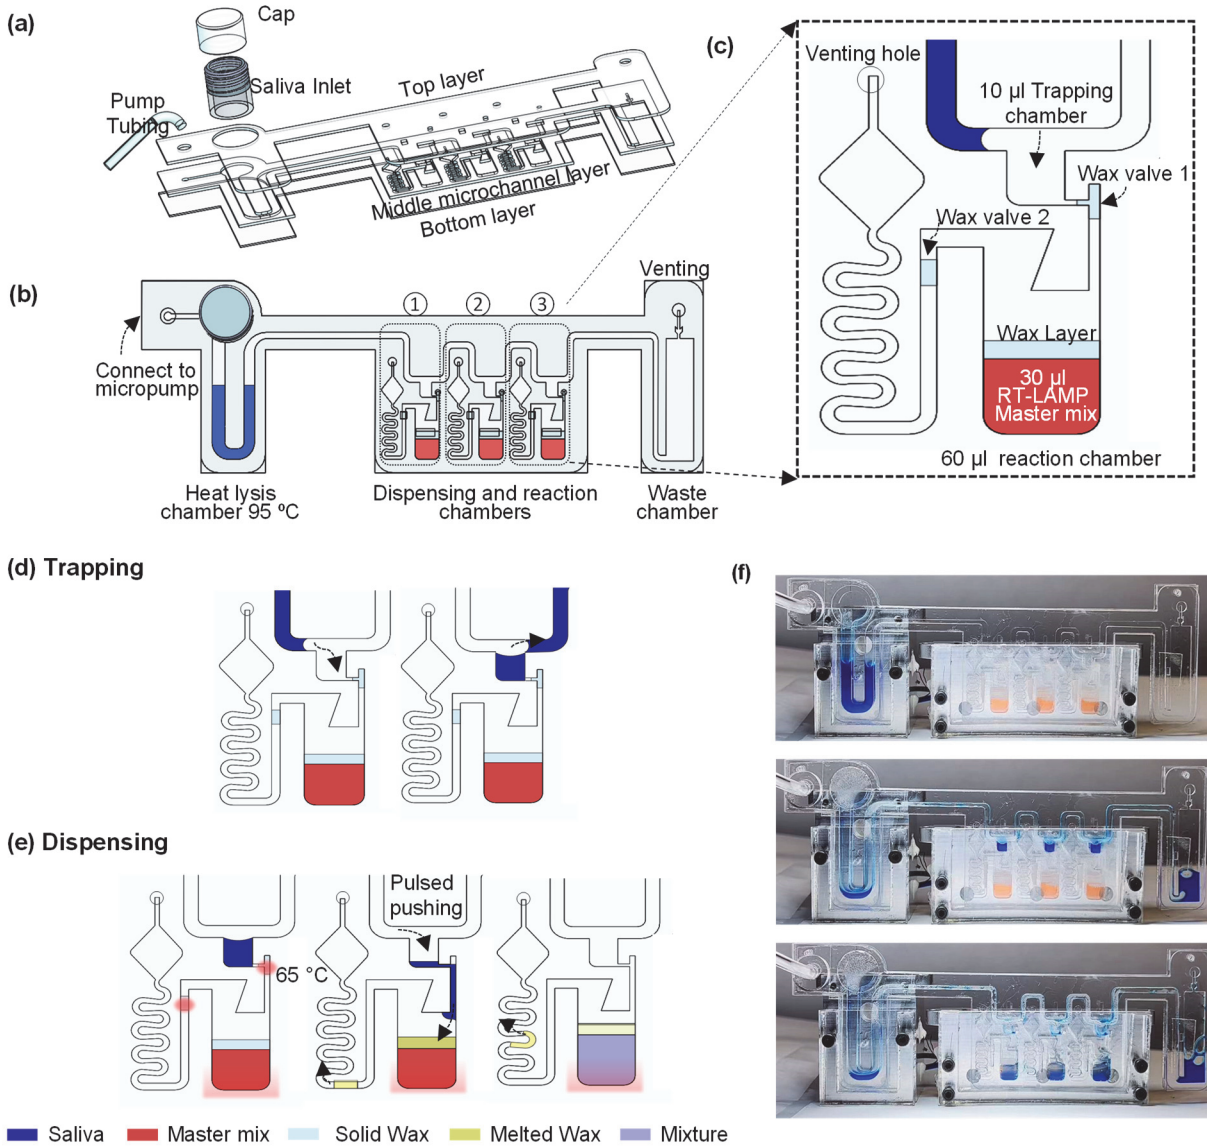 (a)
Cap
Saliva Inlet
Pump
Tubing
Top layer
Middle microchannel layer
Bottom layer
(b)
1
2
3
Venting
Connect to
micropump
Heat lysis
chamber 95 ºC
Dispensing and reaction
chambers
Waste
chamber
(c)
Venting hole
10 µl Trapping
chamber
Wax valve 1
Wax valve 2
Wax Layer
30 µl
RT-LAMP
Master mix
60 µl reaction chamber
(d) Trapping
(e) Dispensing
65 °C
Pulsed
pushing
(f)
Saliva
Master mix
Solid Wax
Melted Wax
Mixture